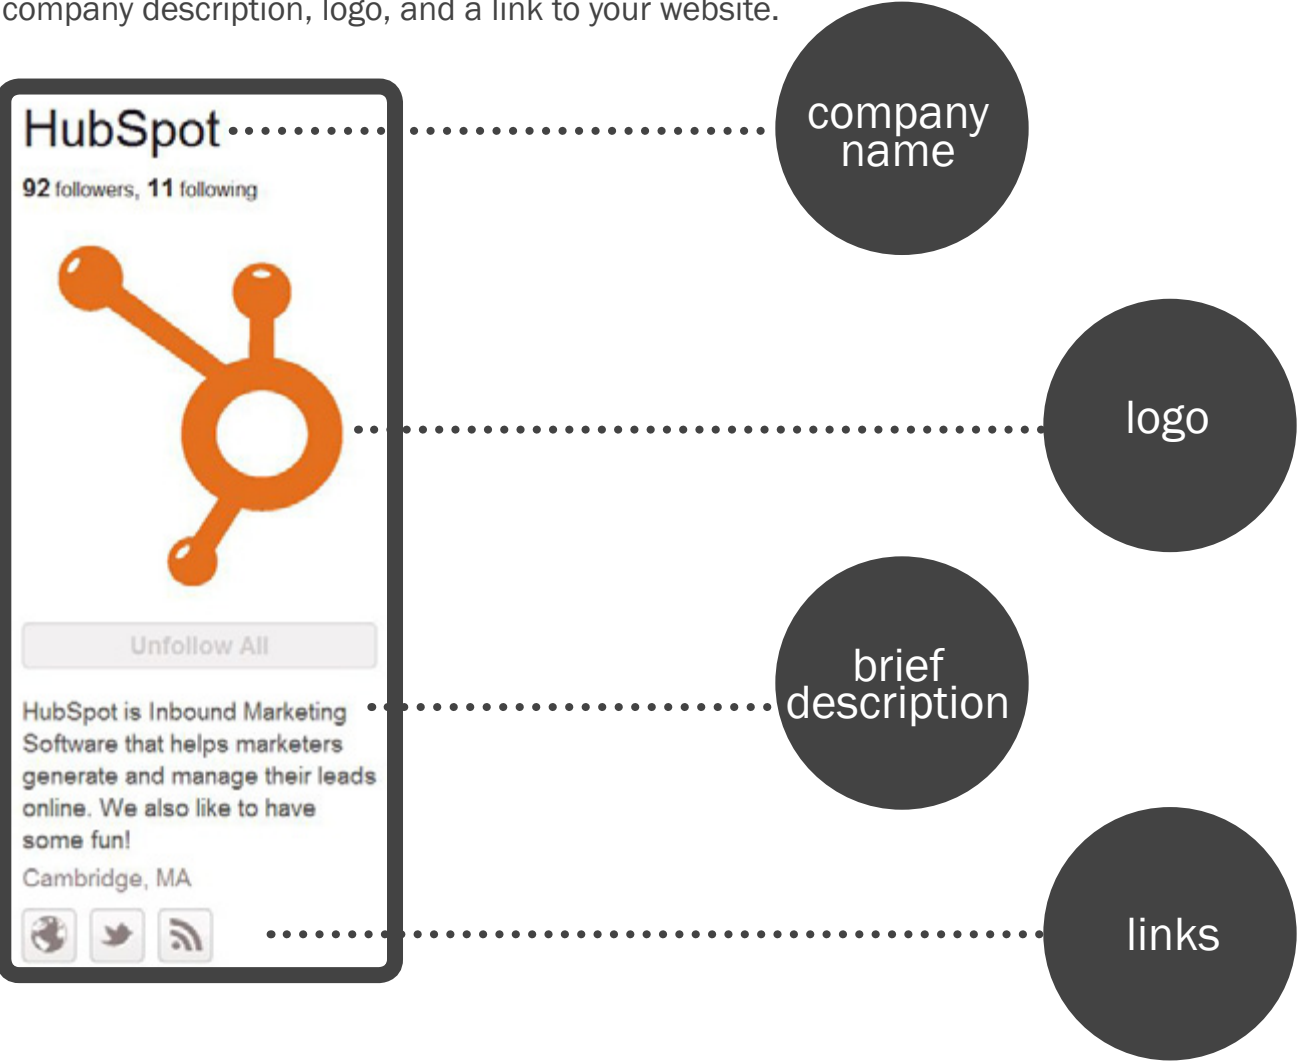 company description, logo, and a link to your website.
HubSpot
company
name
92 followers, 11 following
logo
Unfollow All
brief
description
HubSpot is Inbound Marketing
Software that helps marketers
generate and manage their leads
online. We also like to have
some fun!
Cambridge, MA
links